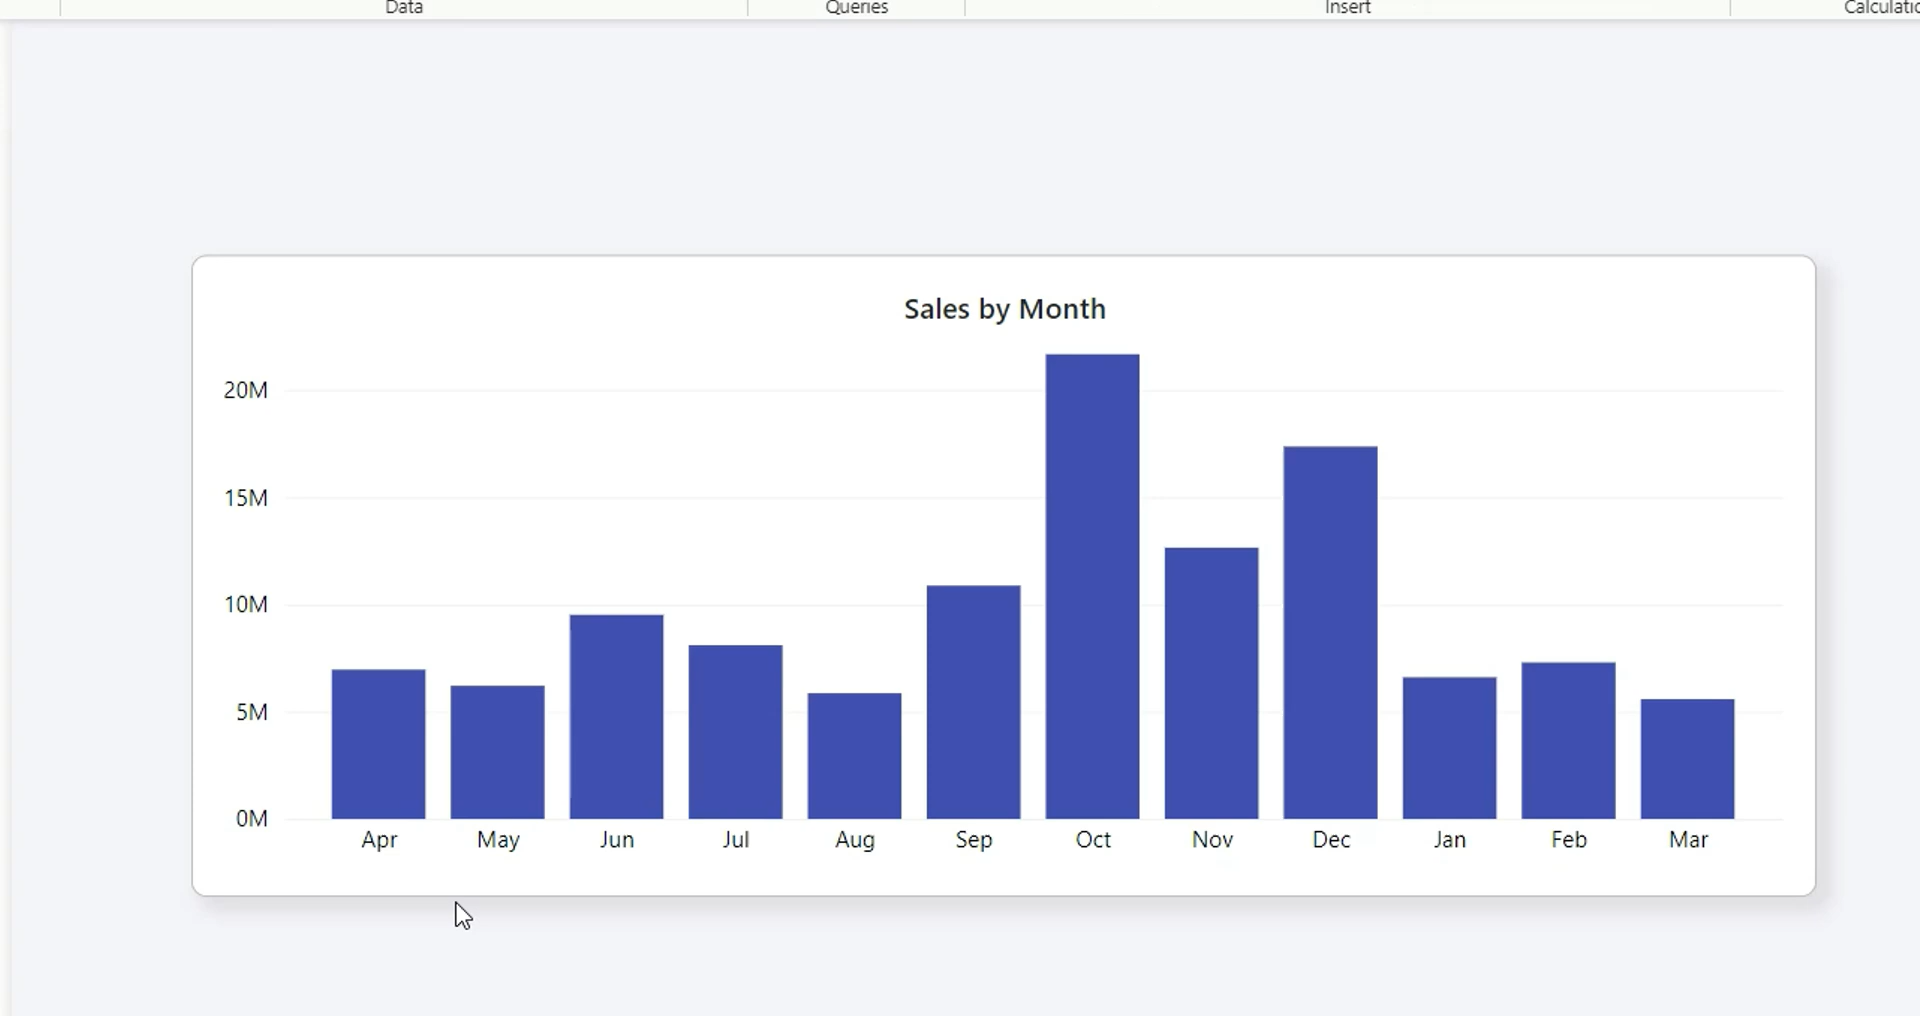 Data Queries Insert
Sales by Month
20M
15M
10M
5M
0M
Apr May Jun Jul Aug Sep Oct Nov Dec Jan Feb Mar